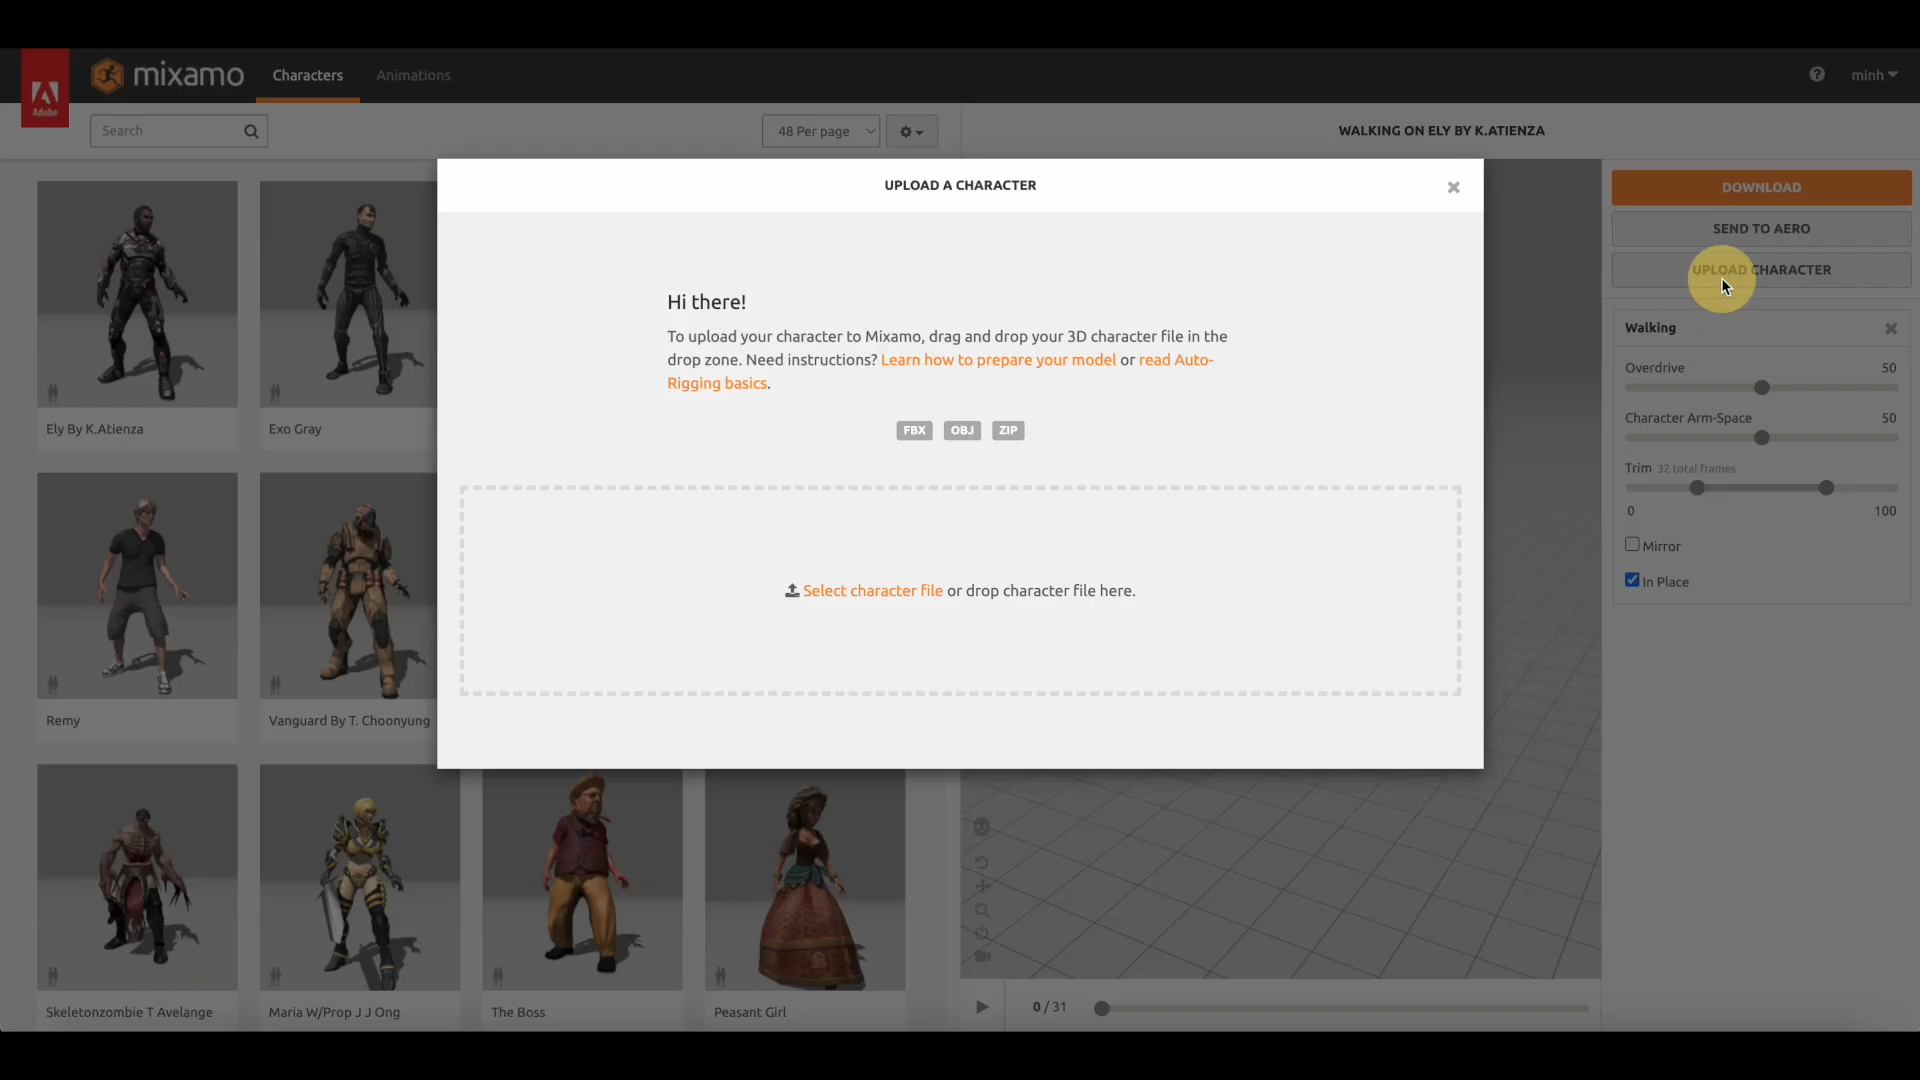 Adobe
mixamo
Characters
Animations
minh
Search
48 Per page
WALKING ON ELY BY K.ATIENZA
UPLOAD A CHARACTER
Hi there!
To upload your character to Mixamo, drag and drop your 3D character file in the
drop zone. Need instructions? Learn how to prepare your model or read Auto-
Rigging basics.
FBX OBJ ZIP
Select character file or drop character file here.
DOWNLOAD
SEND TO AERO
UPLOAD CHARACTER
Walking
Overdrive 50
Character Arm-Space 50
Trim 32 total frames
0 100
Mirror
In Place
Ely By K.Atienza
Exo Gray
Remy
Vanguard By T. Choonyung
Skeletonzombie T Avelange
Maria W/Prop J J Ong
The Boss
Peasant Girl
0 / 31